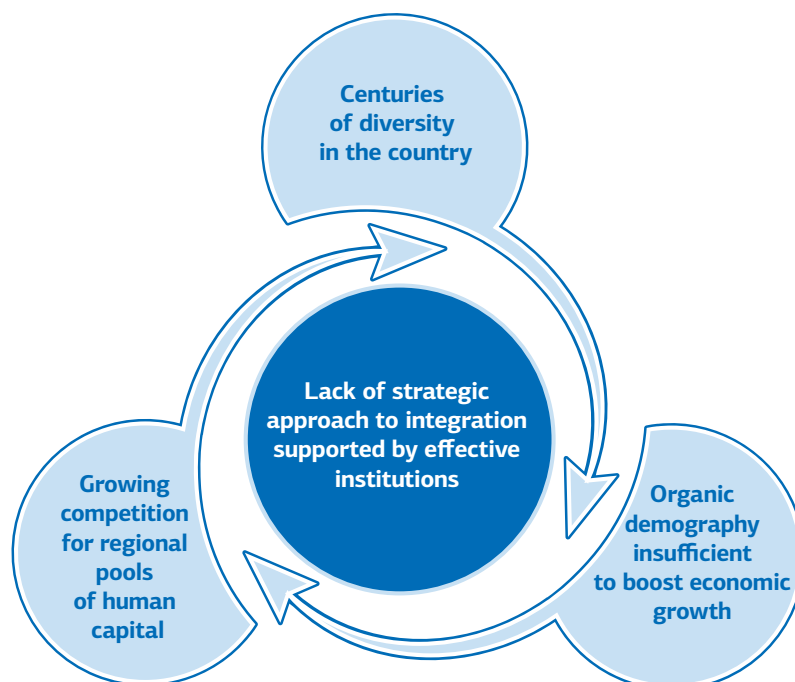 Centuries
of diversity
in the country
Lack of strategic
approach to integration
supported by effective
institutions
Growing
competition
for regional
pools
of human
capital
Organic
demography
insufficient
to boost economic
growth